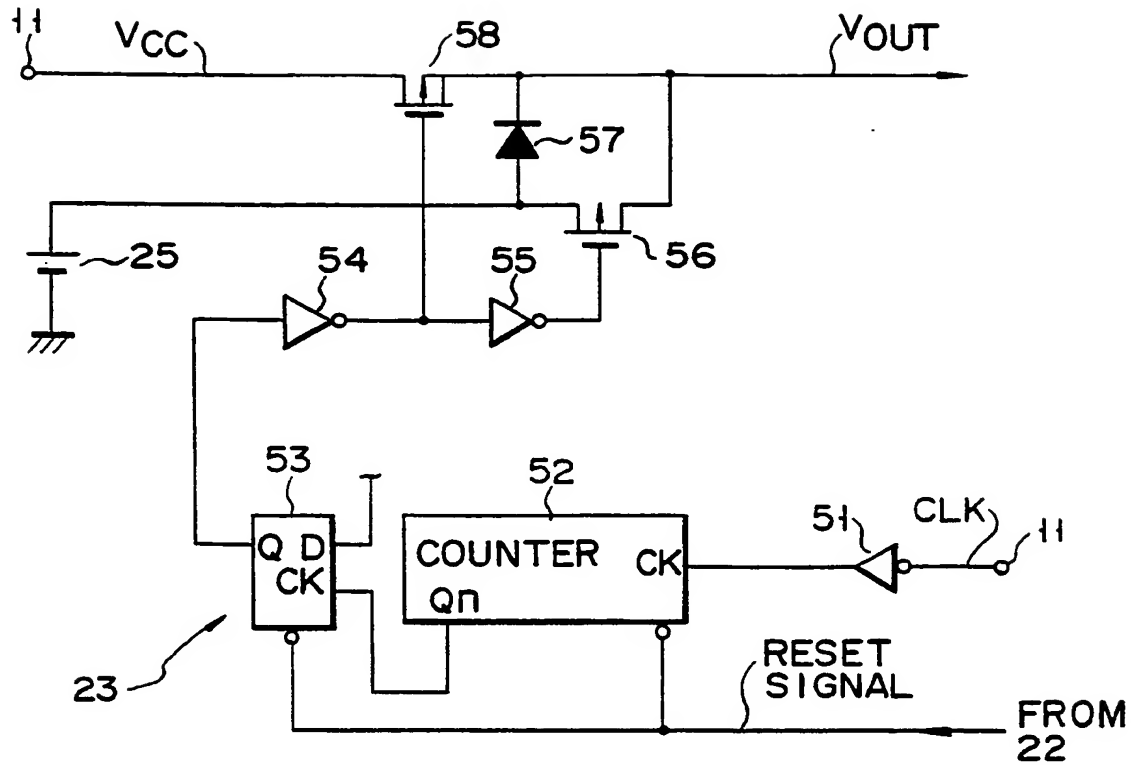 11
VCC
58
VOUT
57
25
54
55
56
53
52
51
CLK
11
Q D
CK
COUNTER
CK
Qn
23
RESET
SIGNAL
FROM
22